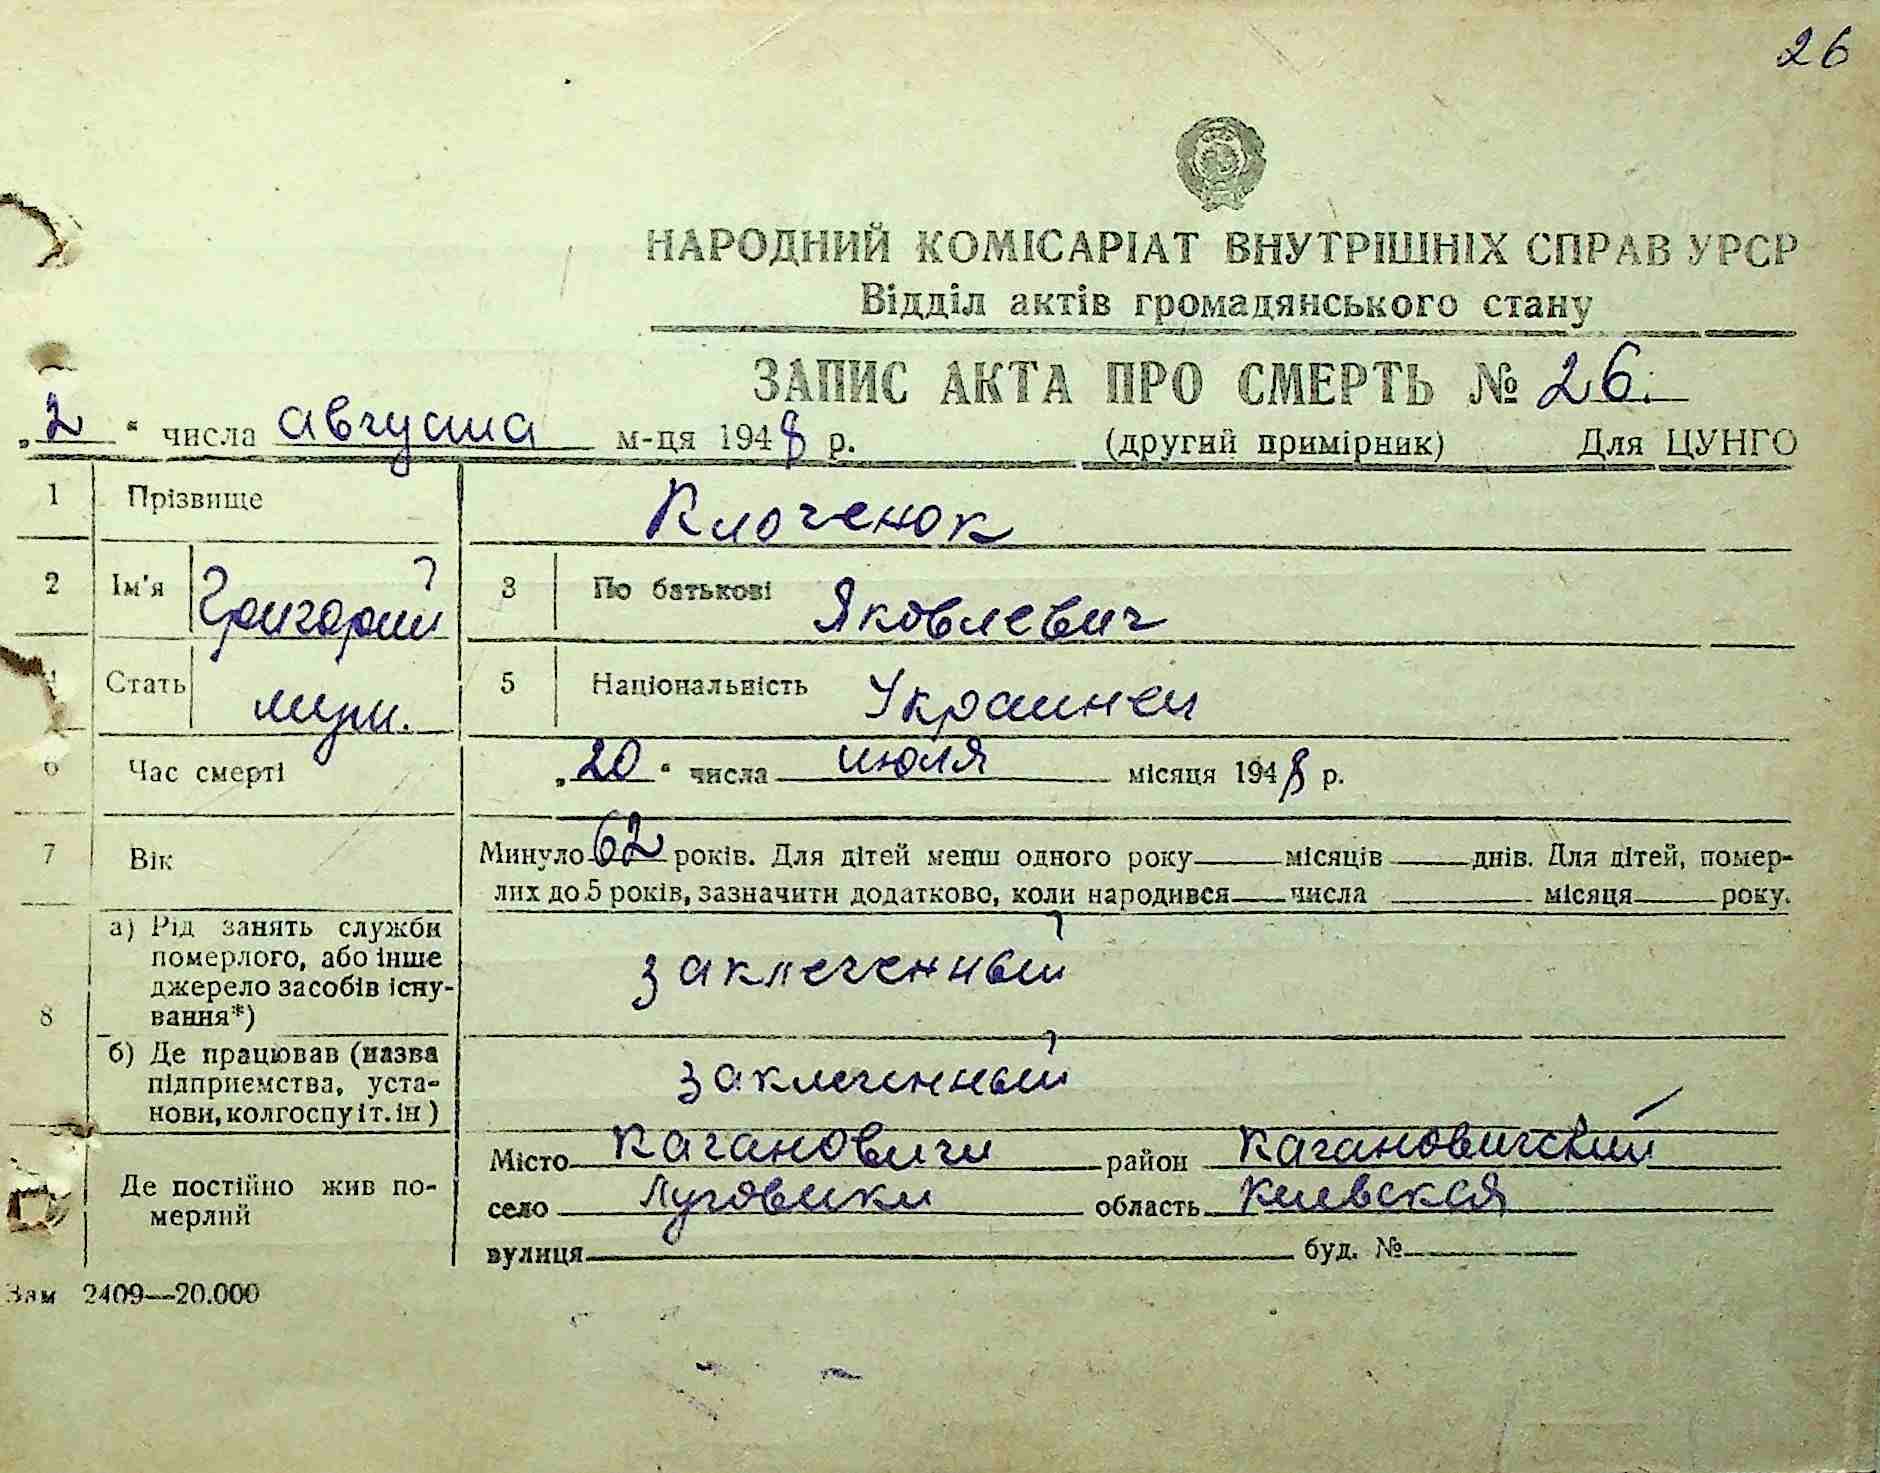 26
НАРОДНИЙ КОМІСАРІАТ ВНУТРІШНІХ СПРАВ УРСР
Відділ актів громадянського стану
ЗАПИС АКТА ПРО СМЕРТЬ № 26.
„2“ числа августа м-ця 1948 р. (другий примірник) Для ЦУНГО
1 Прізвище Клоченок
2 Ім'я Григорий 3 По батькові Яковлевич
4 Стать муж. 5 Національність Украинец
6 Час смерті „20“ числа июля місяця 1948 р.
7 Вік Минуло 62 років. Для дітей менш одного року місяців днів. Для дітей, помер-
лих до 5 років, зазначити додатково, коли народився числа місяця року.
8 а) Рід занять служби
померлого, або інше
джерело засобів існу-
вання*) заклеченный
б) Де працював (назва
підприємства, уста-
нови, колгоспу і т. ін) заклеченный
Де постійно жив по-
мерлий
Місто Кагановичи район Кагановичский
село Луговики область Киевская
вулиця буд. №
Зам 2409—20.000